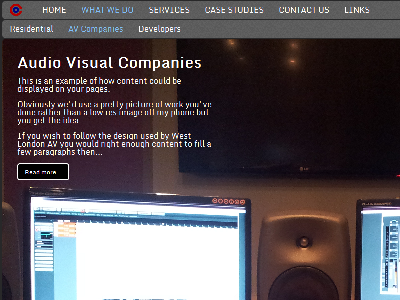 HOME WHAT WE DO SERVICES CASE STUDIES CONTACT US LINKS
Residential AV Companies Developers
Audio Visual Companies
This is an example of how content could be
displayed on your pages.
Obviously we'd use a pretty picture of work you've
done rather than a low res image off my phone but
you get the idea
If you wish to follow the design used by West
London AV you would right enough content to fill a
few paragraphs then...
Read more
LG